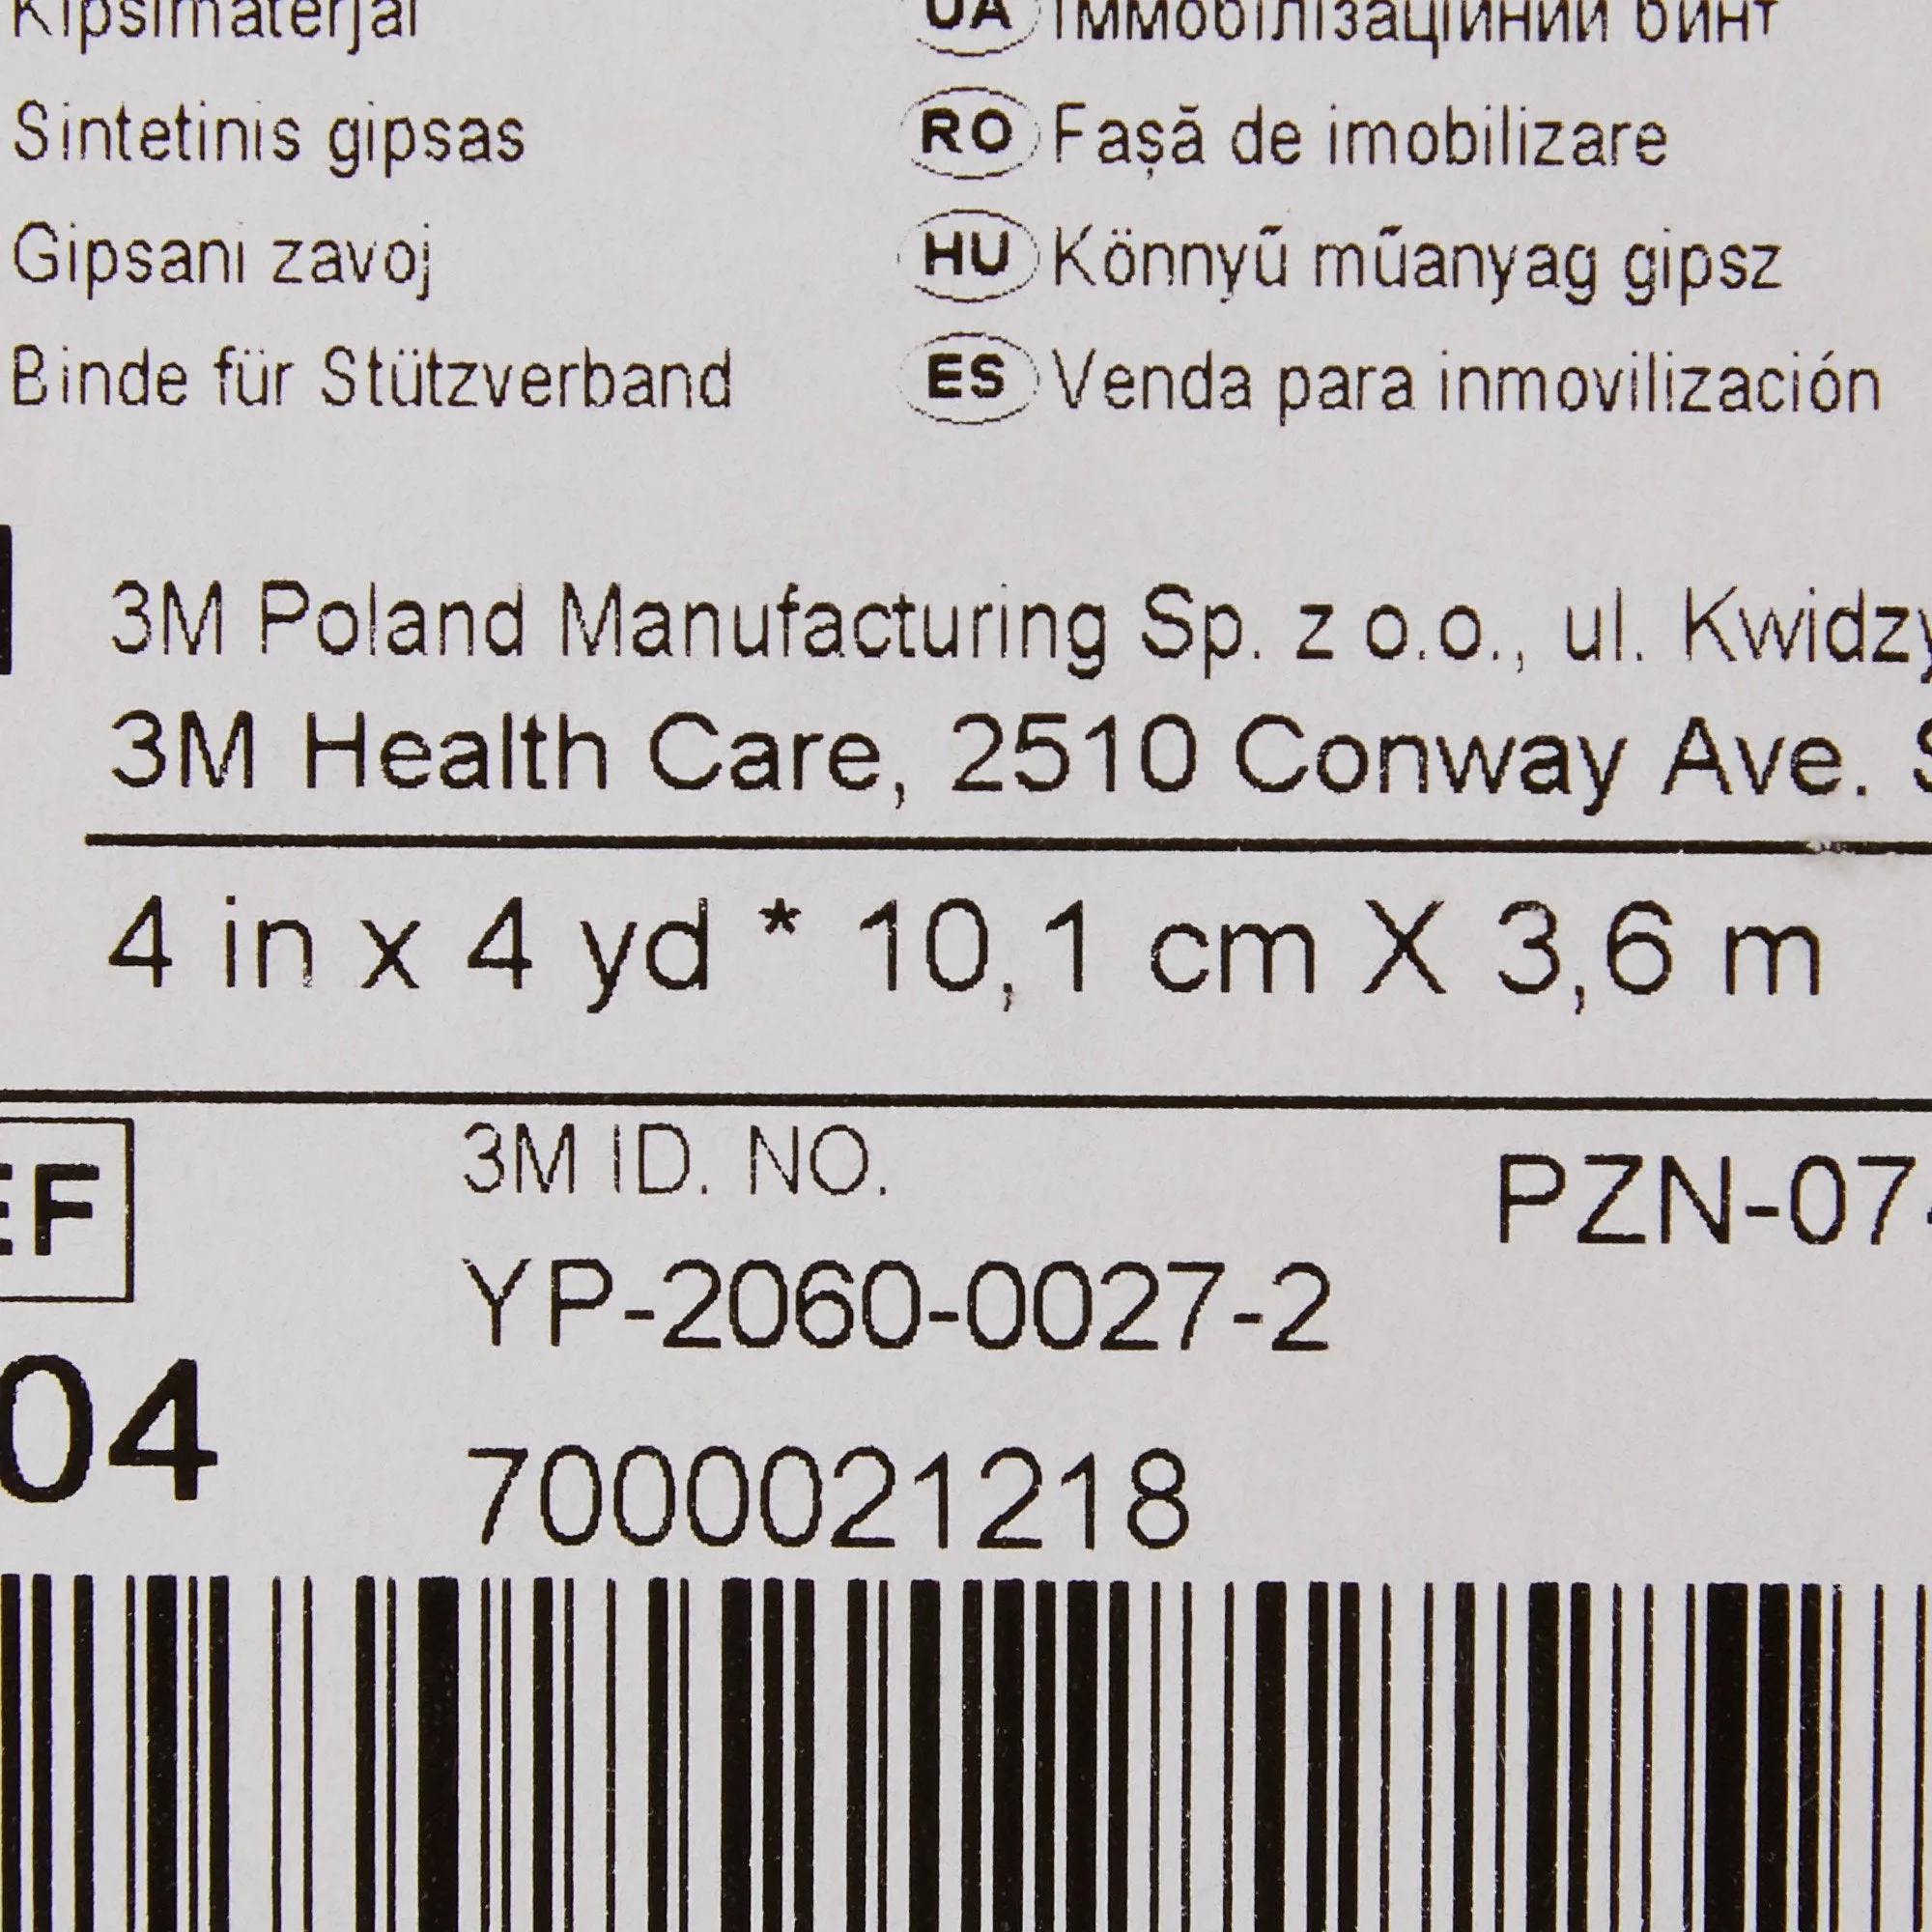 Kipsimaterjal
UA Іммобілізаційний бинт
Sintetinis gipsas
RO Fașă de imobilizare
Gipsani zavoj
HU Könnyű műanyag gipsz
Binde für Stützverband
ES Venda para inmovilización
3M Poland Manufacturing Sp. z o.o., ul.
3M Health Care, 2510 Conway Ave.
4 in x 4 yd * 10,1 cm X 3,6 m
3M ID. NO.
PZN-07
YP-2060-0027-2
04
7000021218